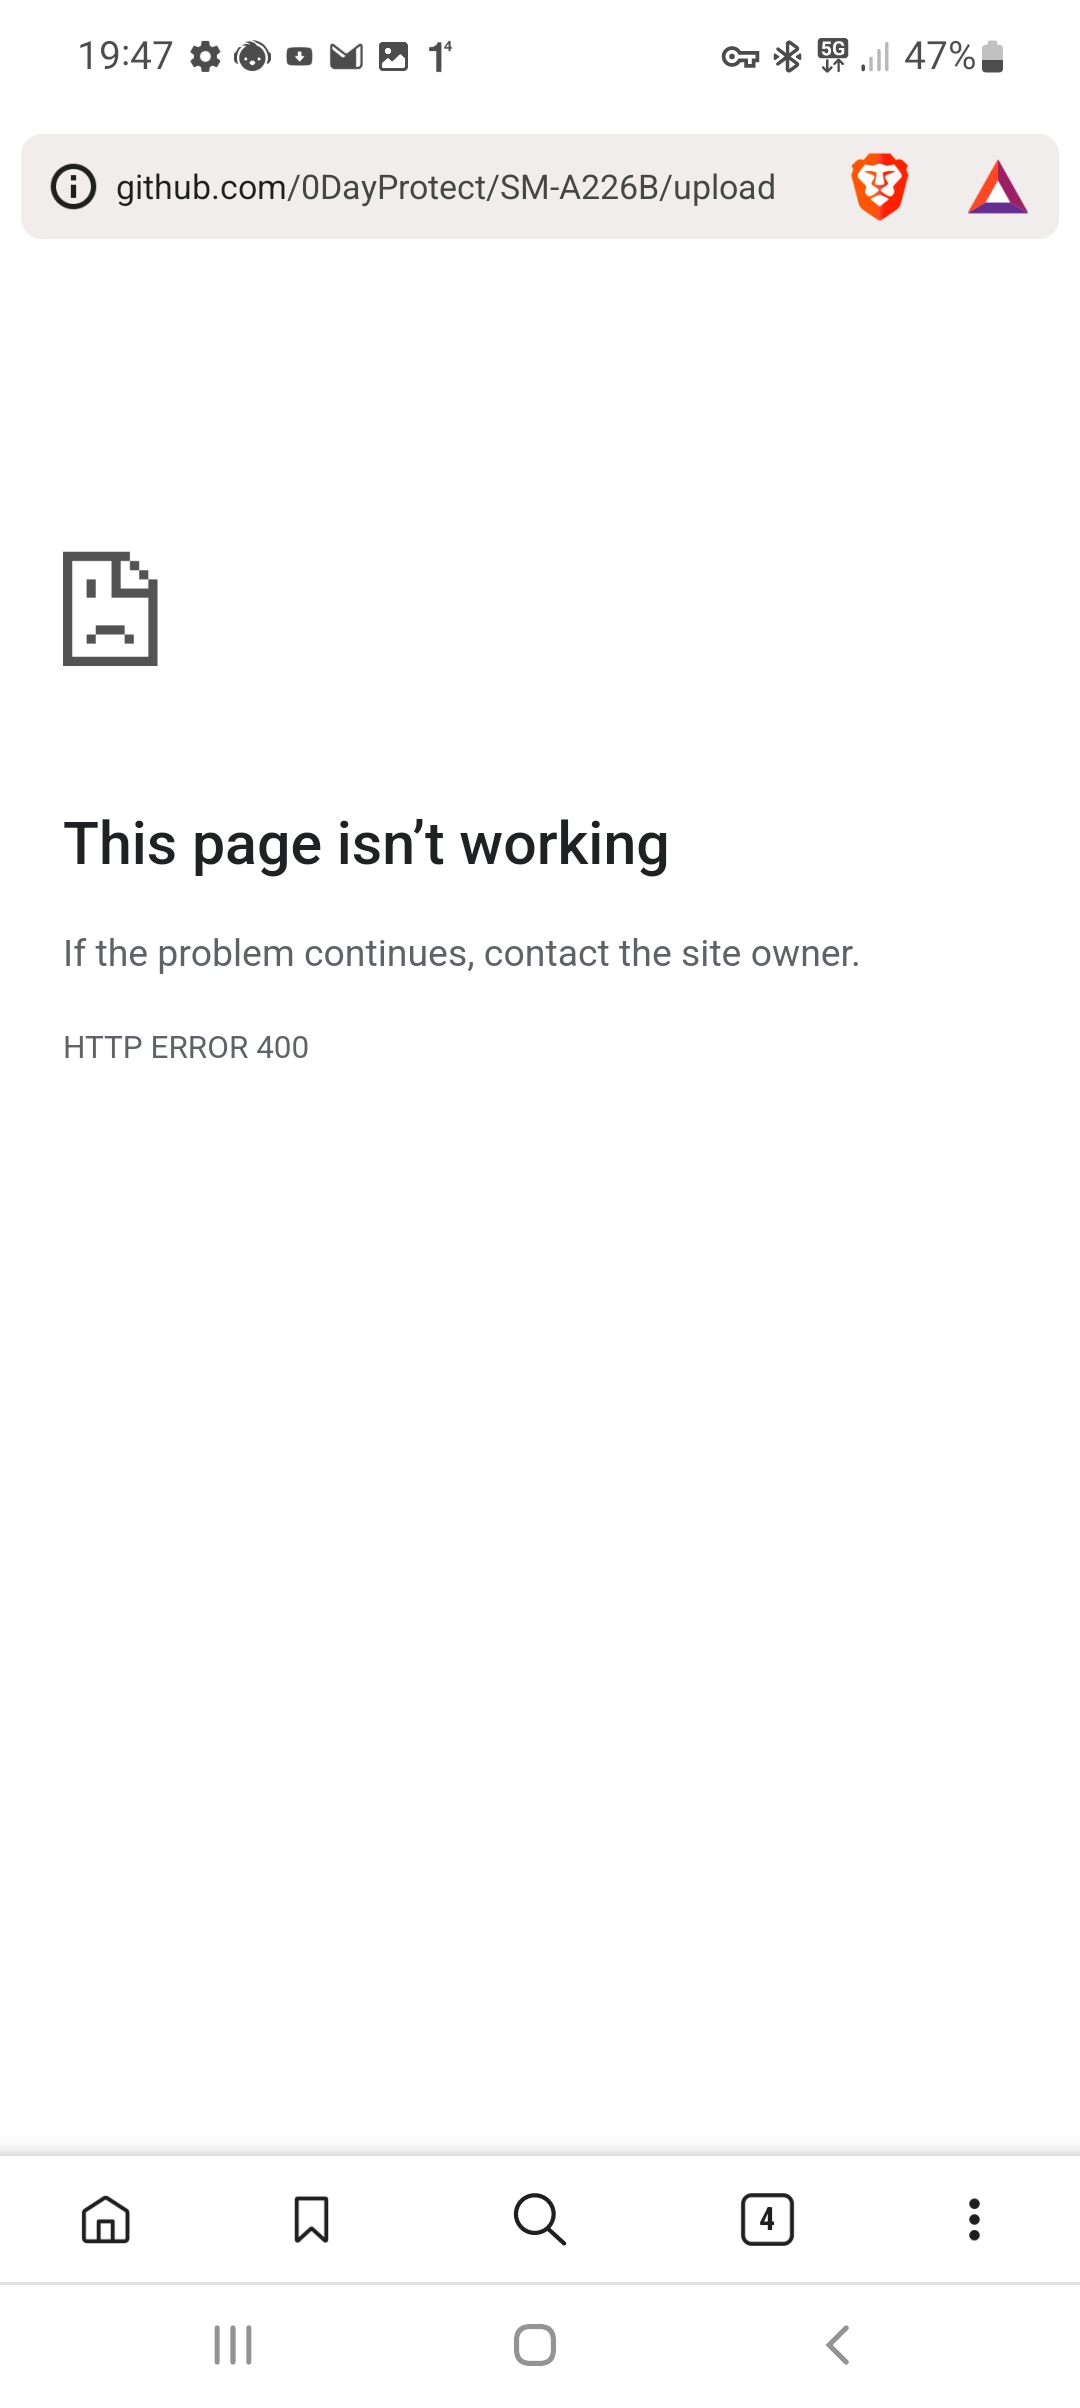 19:47 1⁴ 5G 47%
github.com/0DayProtect/SM-A226B/upload
This page isn’t working
If the problem continues, contact the site owner.
HTTP ERROR 400
4